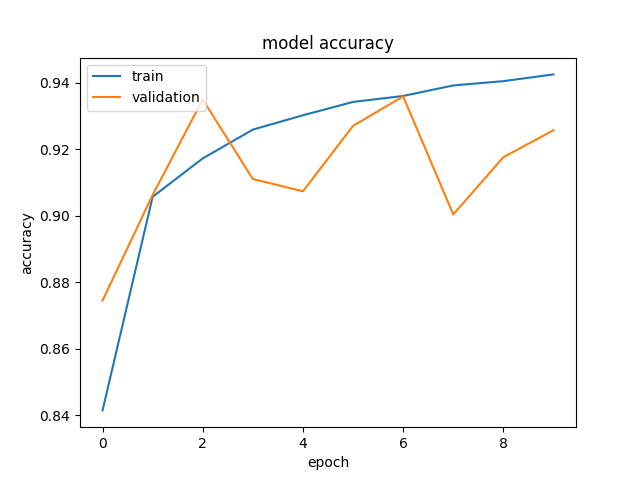 model accuracy
train
validation
0.94
0.92
0.90
0.88
0.86
0.84
accuracy
0 2 4 6 8
epoch